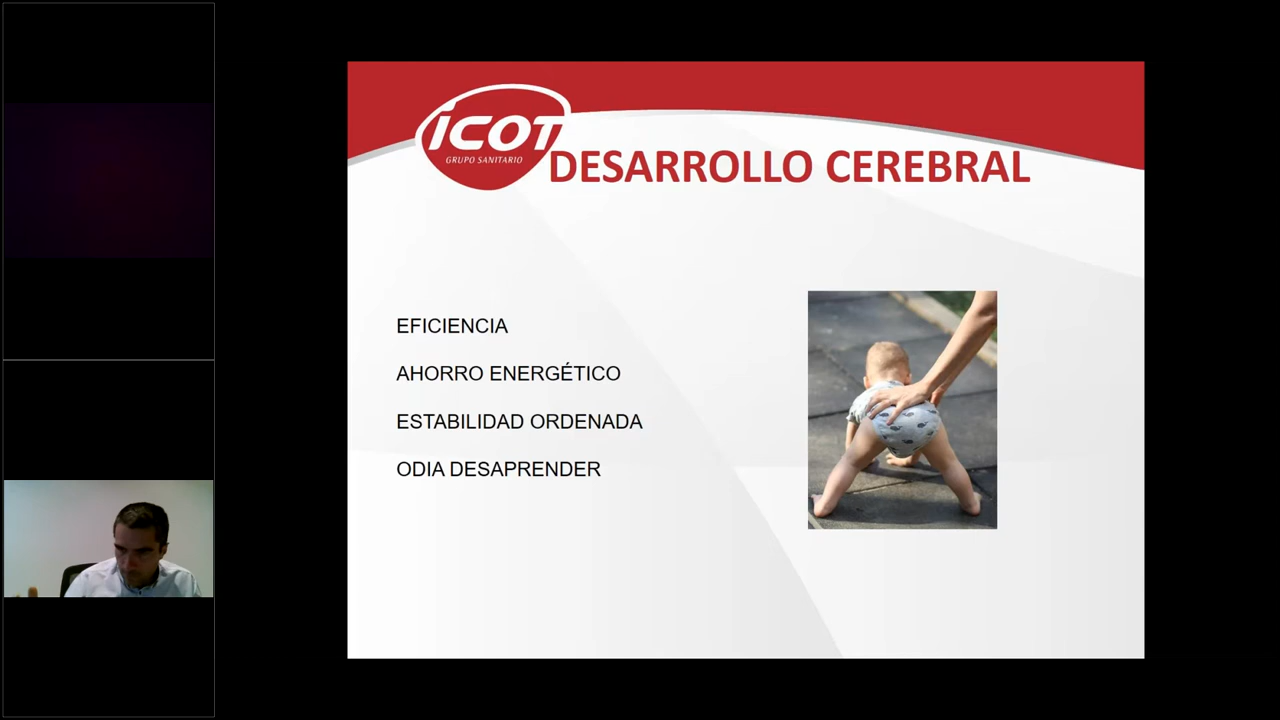 ICOT
GRUPO SANITARIO
DESARROLLO CEREBRAL
EFICIENCIA
AHORRO ENERGÉTICO
ESTABILIDAD ORDENADA
ODIA DESAPRENDER